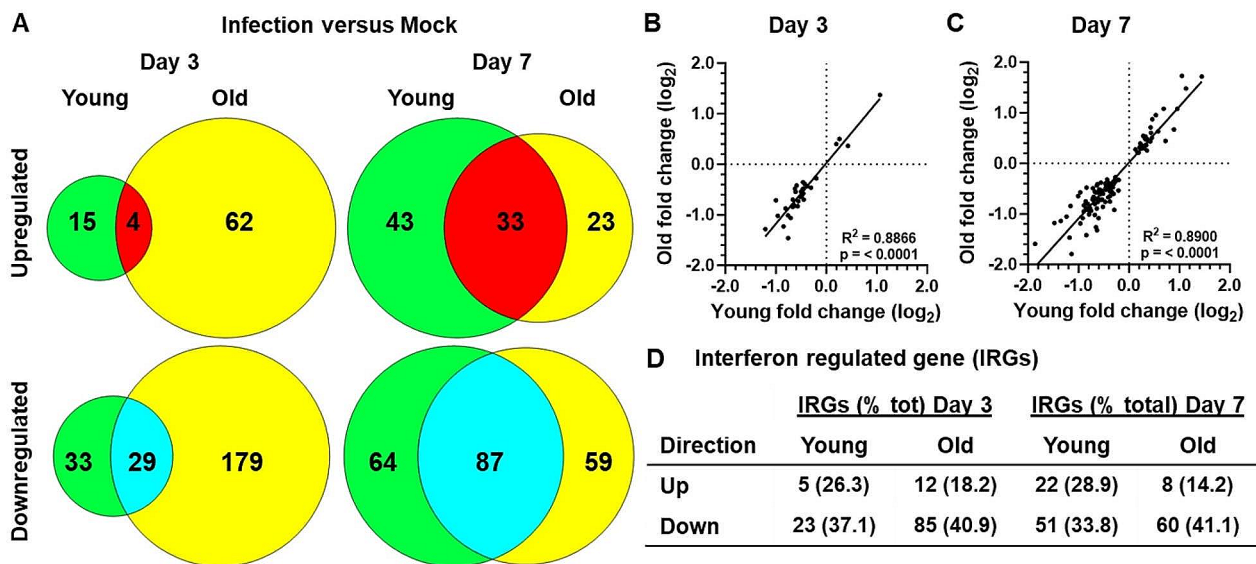 A
Infection versus Mock
Day 3
Day 7
Young
Old
Young
Old
Upregulated
15
4
62
43
33
23
Downregulated
33
29
179
64
87
59
B
Day 3
Old fold change (log2)
2.0
1.0
0.0
-1.0
-2.0
R2 = 0.8866
p = < 0.0001
-2.0 -1.0 0.0 1.0 2.0
Young fold change (log2)
C
Day 7
Old fold change (log2)
2.0
1.0
0.0
-1.0
-2.0
R2 = 0.8900
p = < 0.0001
-2.0 -1.0 0.0 1.0 2.0
Young fold change (log2)
D Interferon regulated gene (IRGs)
IRGs (% tot) Day 3 IRGs (% total) Day 7
Direction Young Old Young Old
Up 5 (26.3) 12 (18.2) 22 (28.9) 8 (14.2)
Down 23 (37.1) 85 (40.9) 51 (33.8) 60 (41.1)